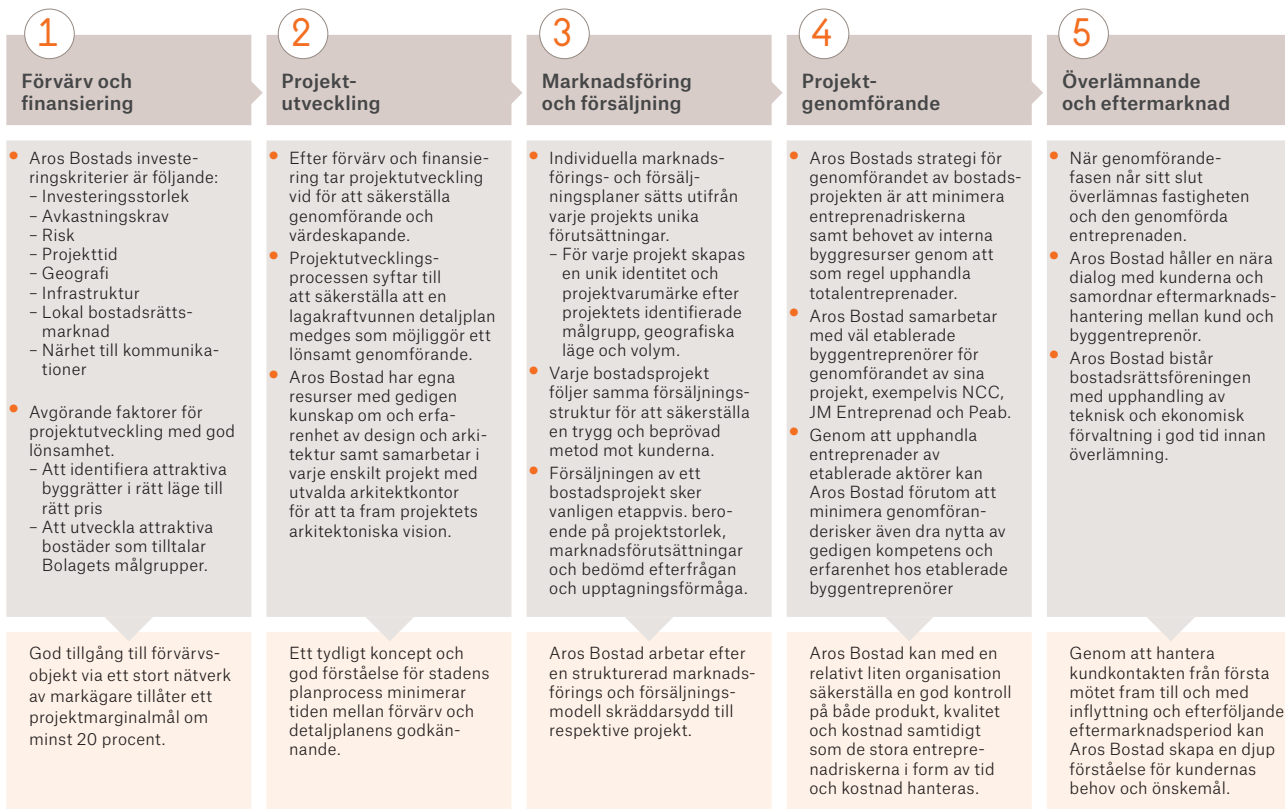 1
Förvärv och
finansiering
• Aros Bostads investe-
ringskriterier är följande:
– Investeringsstorlek
– Avkastningskrav
– Risk
– Projekttid
– Geografi
– Infrastruktur
– Lokal bostadsrätts-
marknad
– Närhet till kommunika-
tioner
• Avgörande faktorer för
projektutveckling med god
lönsamhet.
– Att identifiera attraktiva
byggrätter i rätt läge till
rätt pris
– Att utveckla attraktiva
bostäder som tilltalar
Bolagets målgrupper.
God tillgång till förvärvs-
objekt via ett stort nätverk
av markägare tillåter ett
projektmarginalmål om
minst 20 procent.
2
Projekt-
utveckling
• Efter förvärv och finansie-
ring tar projektutveckling
vid för att säkerställa
genomförande och
värdeskapande.
• Projektutvecklings-
processen syftar till
att säkerställa att en
lagakraftvunnen detaljplan
medges som möjliggör ett
lönsamt genomförande.
• Aros Bostad har egna
resurser med gedigen
kunskap om och erfa-
renhet av design och arki-
tektur samt samarbetar i
varje enskilt projekt med
utvalda arkitektkontor
för att ta fram projektets
arkitektoniska vision.
Ett tydligt koncept och
god förståelse för stadens
planprocess minimerar
tiden mellan förvärv och
detaljplanens godkän-
nande.
3
Marknadsföring
och försäljning
• Individuella marknads-
förings- och försälj-
ningsplaner sätts utifrån
varje projekts unika
förutsättningar.
– För varje projekt skapas
en unik identitet och
projektvarumärke efter
projektets identifierade
målgrupp, geografiska
läge och volym.
• Varje bostadsprojekt
följer samma försäljnings-
struktur för att säkerställa
en trygg och beprövad
metod mot kunderna.
• Försäljningen av ett
bostadsprojekt sker
vanligen etappvis. bero-
ende på projektstorlek,
marknadsförutsättningar
och bedömd efterfrågan
och upptagningsförmåga.
Aros Bostad arbetar efter
en strukturerad marknads-
förings och försäljnings-
modell skräddarsydd till
respektive projekt.
4
Projekt-
genomförande
• Aros Bostads strategi för
genomförandet av bostads-
projekten är att minimera
entreprenadriskerna
samt behovet av interna
byggresurser genom att
som regel upphandla
totalentreprenader.
• Aros Bostad samarbetar
med väl etablerade
byggentreprenörer för
genomförandet av sina
projekt, exempelvis NCC,
JM Entreprenad och Peab.
• Genom att upphandla
entreprenader av
etablerade aktörer kan
Aros Bostad förutom att
minimera genomföran-
derisker även dra nytta av
gedigen kompetens och
erfarenhet hos etablerade
byggentreprenörer
Aros Bostad kan med en
relativt liten organisation
säkerställa en god kontroll
på både produkt, kvalitet
och kostnad samtidigt
som de stora entrepre-
nadriskerna i form av tid
och kostnad hanteras.
5
Överlämnande
och eftermarknad
• När genomförande-
fasen når sitt slut
överlämnas fastigheten
och den genomförda
entreprenaden.
• Aros Bostad håller en nära
dialog med kunderna och
samordnar eftermarknads-
hantering mellan kund och
byggentreprenör.
• Aros Bostad bistår
bostadsrättsföreningen
med upphandling av
teknisk och ekonomisk
förvaltning i god tid innan
överlämning.
Genom att hantera
kundkontakten från första
mötet fram till och med
inflyttning och efterföljande
eftermarknadsperiod kan
Aros Bostad skapa en djup
förståelse för kundernas
behov och önskemål.